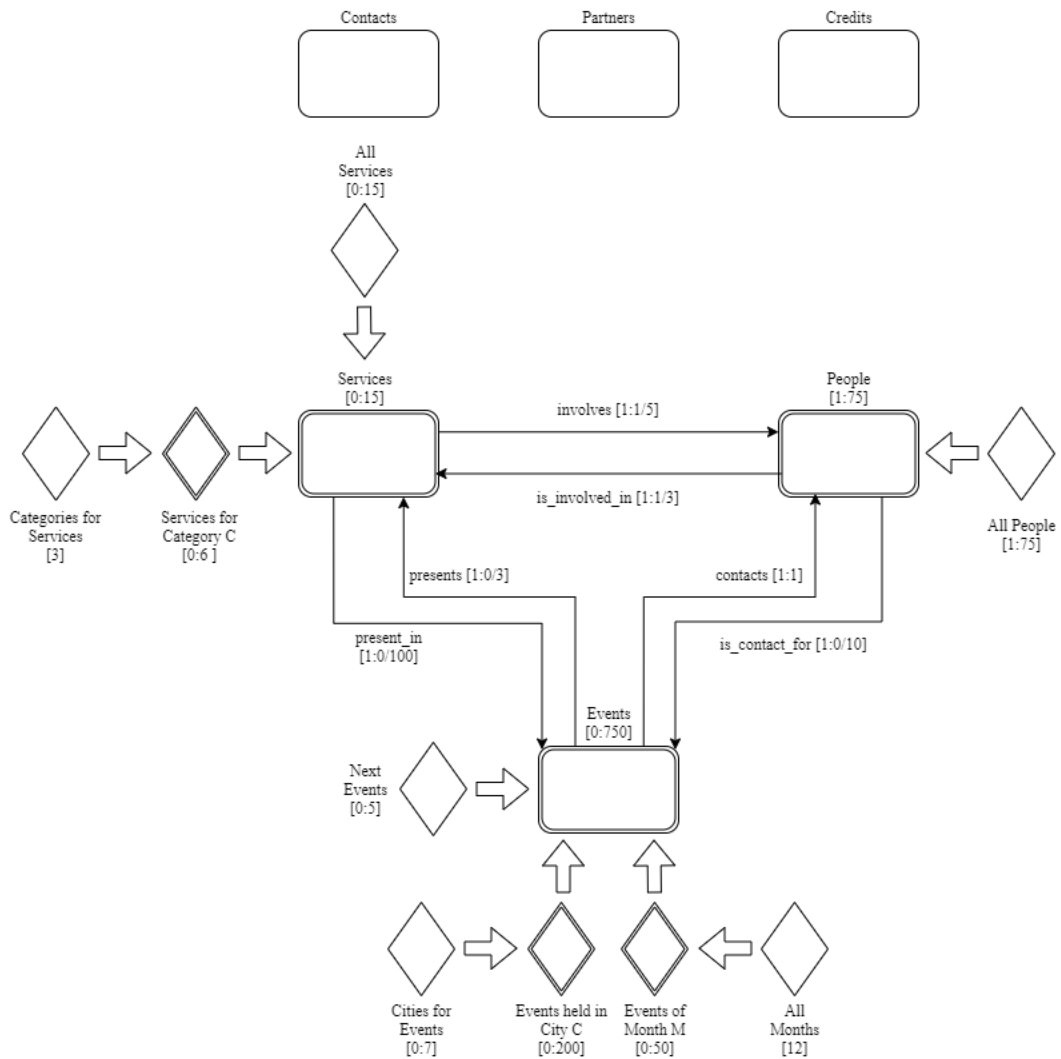 Contacts
Partners
Credits
All
Services
[0:15]
Services
[0:15]
People
[1:75]
involves [1:1/5]
is_involved_in [1:1/3]
Categories for
Services
[3]
Services for
Category C
[0:6 ]
All People
[1:75]
presents [1:0/3]
contacts [1:1]
present_in
[1:0/100]
is_contact_for [1:0/10]
Events
[0:750]
Next
Events
[0:5]
Cities for
Events
[0:7]
Events held in
City C
[0:200]
Events of
Month M
[0:50]
All
Months
[12]